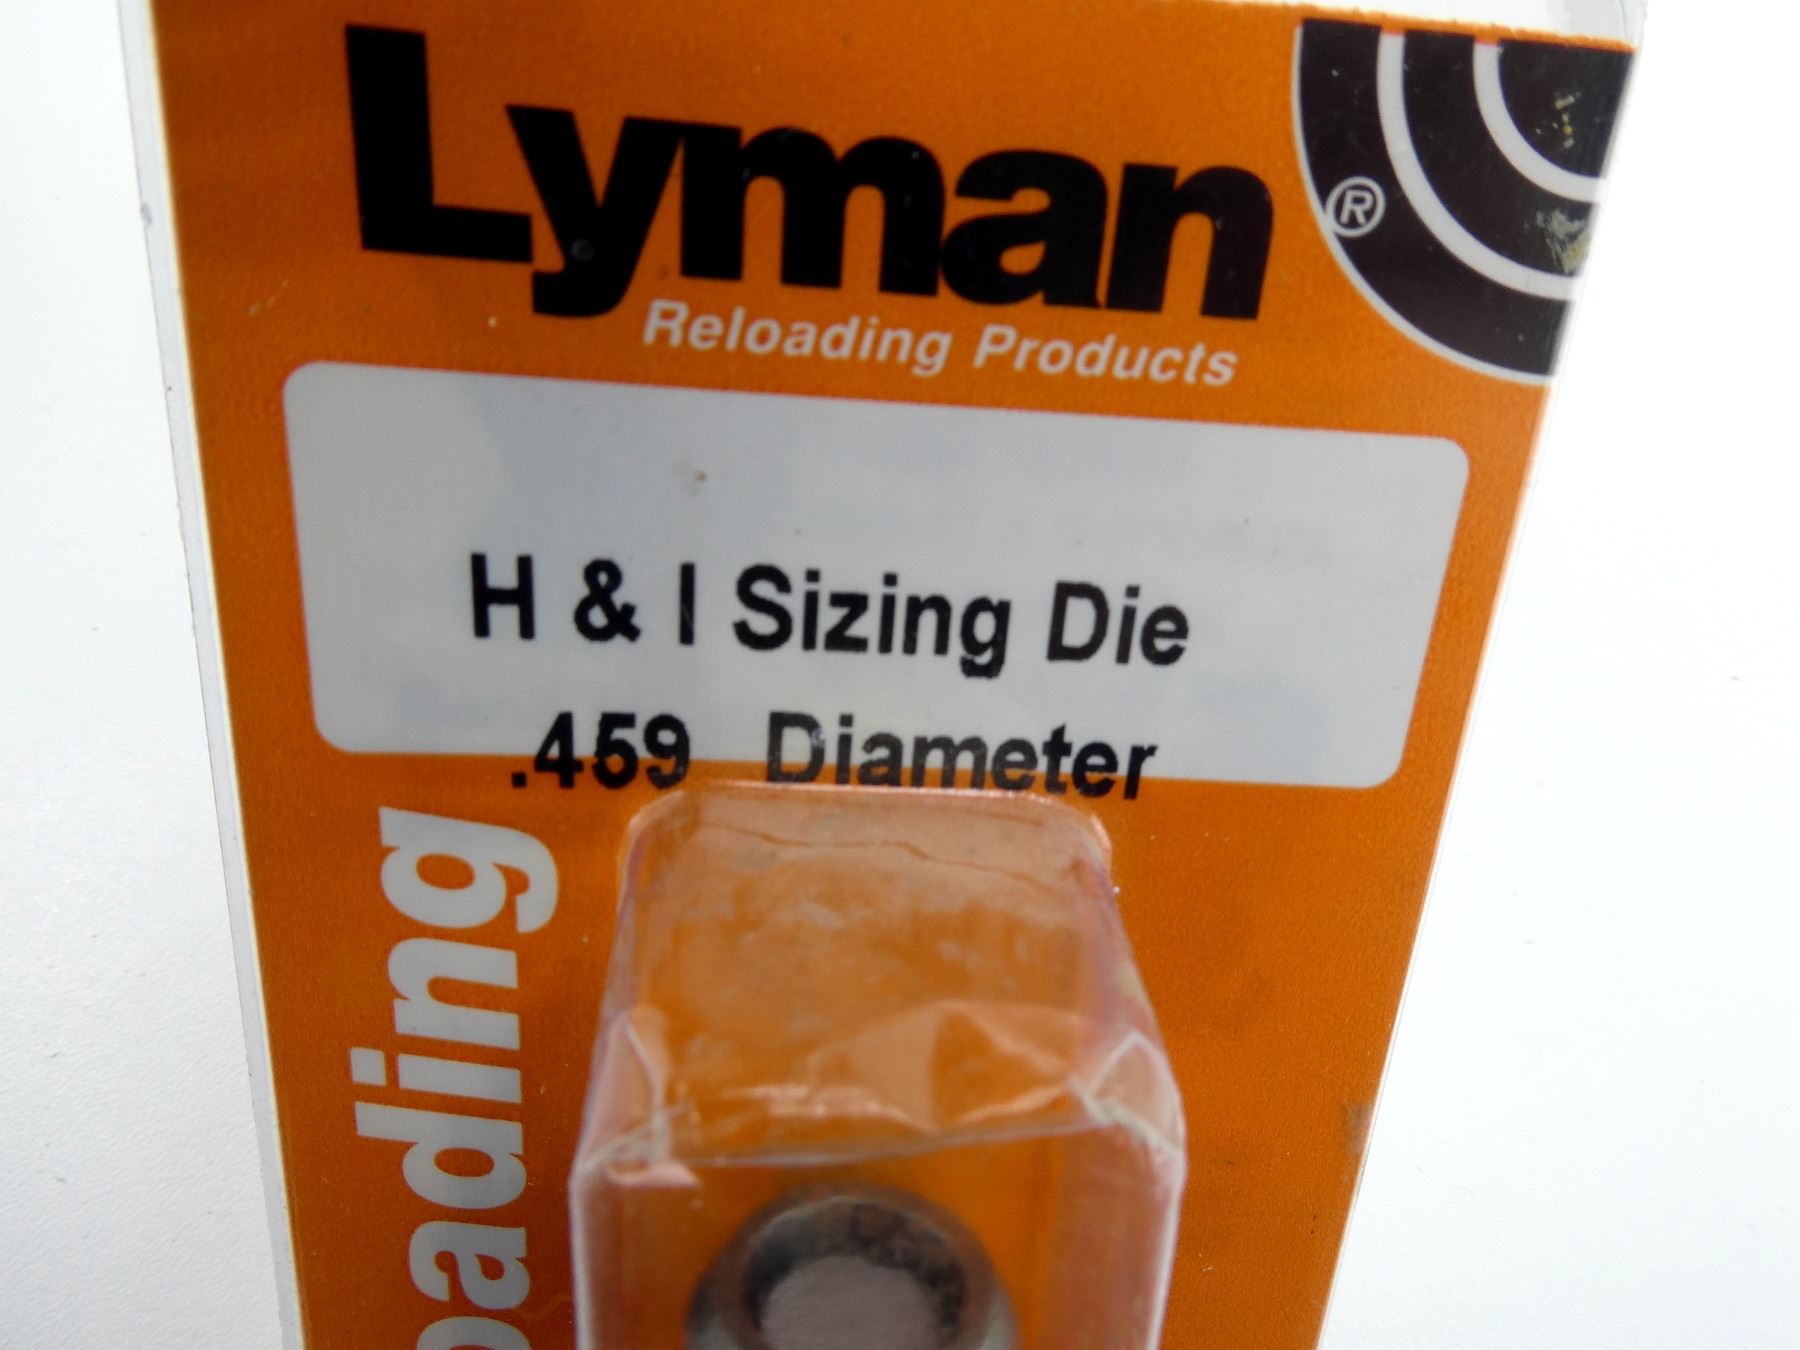 Lyman
®
Reloading Products
H & I Sizing Die
.459 Diameter
oading